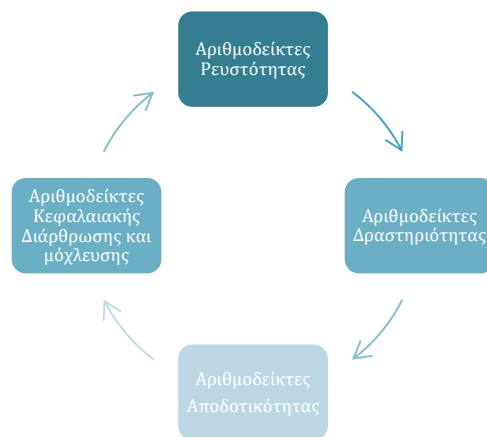 Αριθμοδείκτες
Ρευστότητας
Αριθμοδείκτες
Δραστηριότητας
Αριθμοδείκτες
Αποδοτικότητας
Αριθμοδείκτες
Κεφαλαιακής
Διάρθρωσης και
μόχλευσης